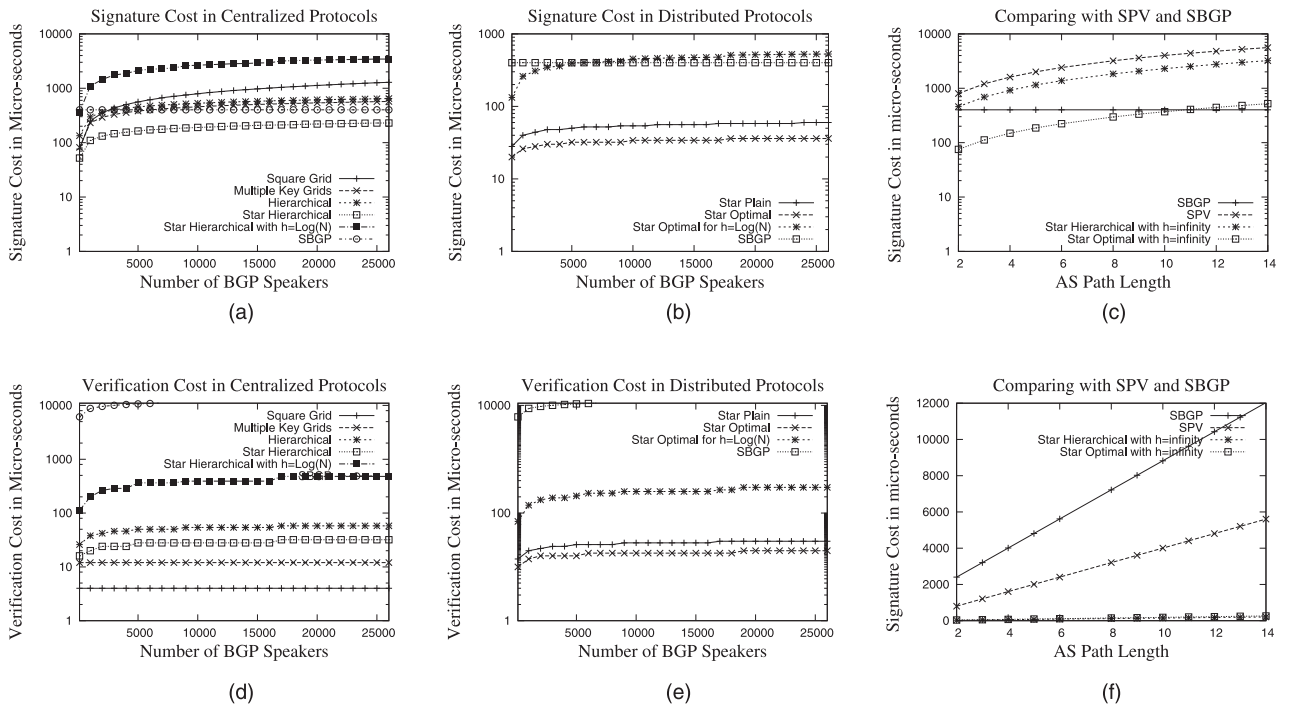 Signature Cost in Centralized Protocols
Signature Cost in Micro-seconds
10000
1000
100
10
1
Square Grid
Multiple Key Grids
Hierarchical
Star Hierarchical
Star Hierarchical with h=Log(N)
SBGP
5000 10000 15000 20000 25000
Number of BGP Speakers
(a)
Signature Cost in Distributed Protocols
Signature Cost in Micro-seconds
1000
100
10
1
Star Plain
Star Optimal
Star Optimal for h=Log(N)
SBGP
5000 10000 15000 20000 25000
Number of BGP Speakers
(b)
Comparing with SPV and SBGP
Signature Cost in micro-seconds
10000
1000
100
10
1
SBGP
SPV
Star Hierarchical with h=infinity
Star Optimal with h=infinity
2 4 6 8 10 12 14
AS Path Length
(c)
Verification Cost in Centralized Protocols
Verification Cost in Micro-seconds
10000
1000
100
10
1
Square Grid
Multiple Key Grids
Hierarchical
Star Hierarchical
Star Hierarchical with h=Log(N)
5000 10000 15000 20000 25000
Number of BGP Speakers
(d)
Verification Cost in Distributed Protocols
Verification Cost in Micro-seconds
10000
1000
100
10
1
Star Plain
Star Optimal
Star Optimal for h=Log(N)
SBGP
5000 10000 15000 20000 25000
Number of BGP Speakers
(e)
Comparing with SPV and SBGP
Signature Cost in micro-seconds
12000
10000
8000
6000
4000
2000
0
SBGP
SPV
Star Hierarchical with h=infinity
Star Optimal with h=infinity
2 4 6 8 10 12 14
AS Path Length
(f)